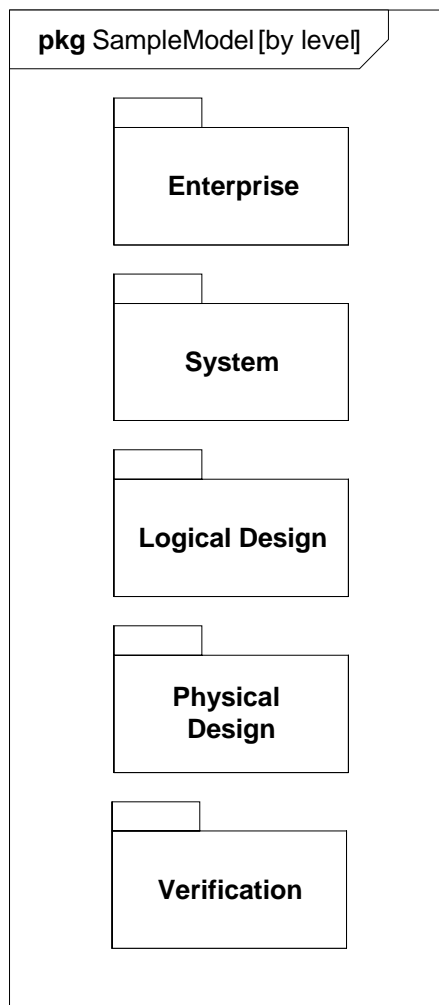 pkg SampleModel [by level]
Enterprise
System
Logical Design
Physical
Design
Verification